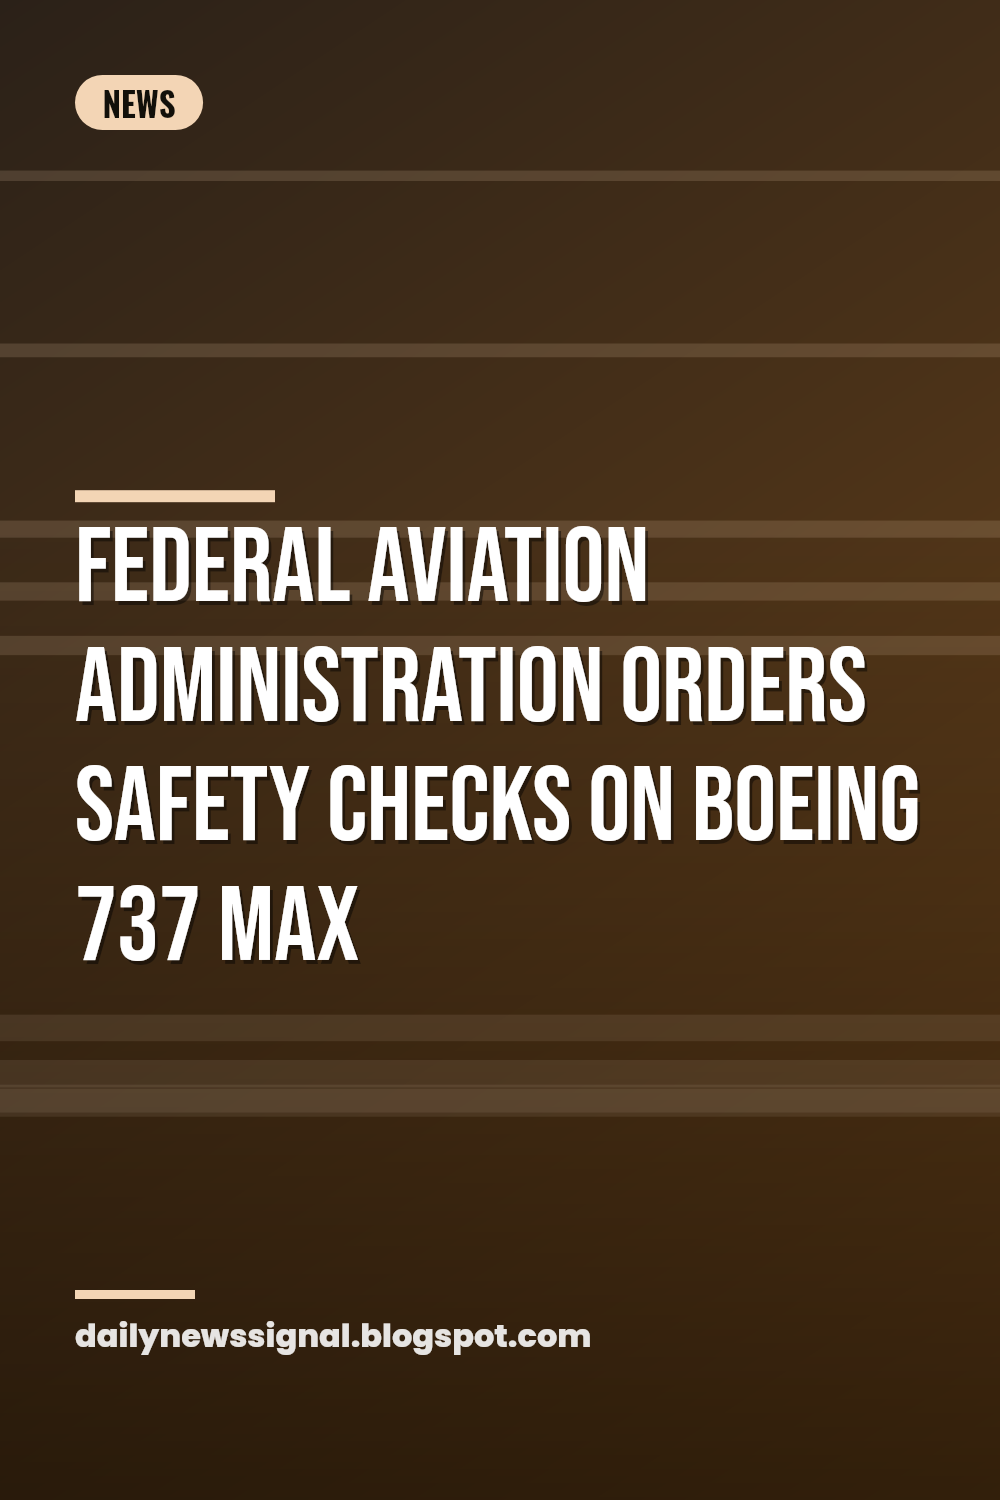 NEWS
FEDERAL AVIATION
ADMINISTRATION ORDERS
SAFETY CHECKS ON BOEING
737 MAX
dailynewssignal.blogspot.com